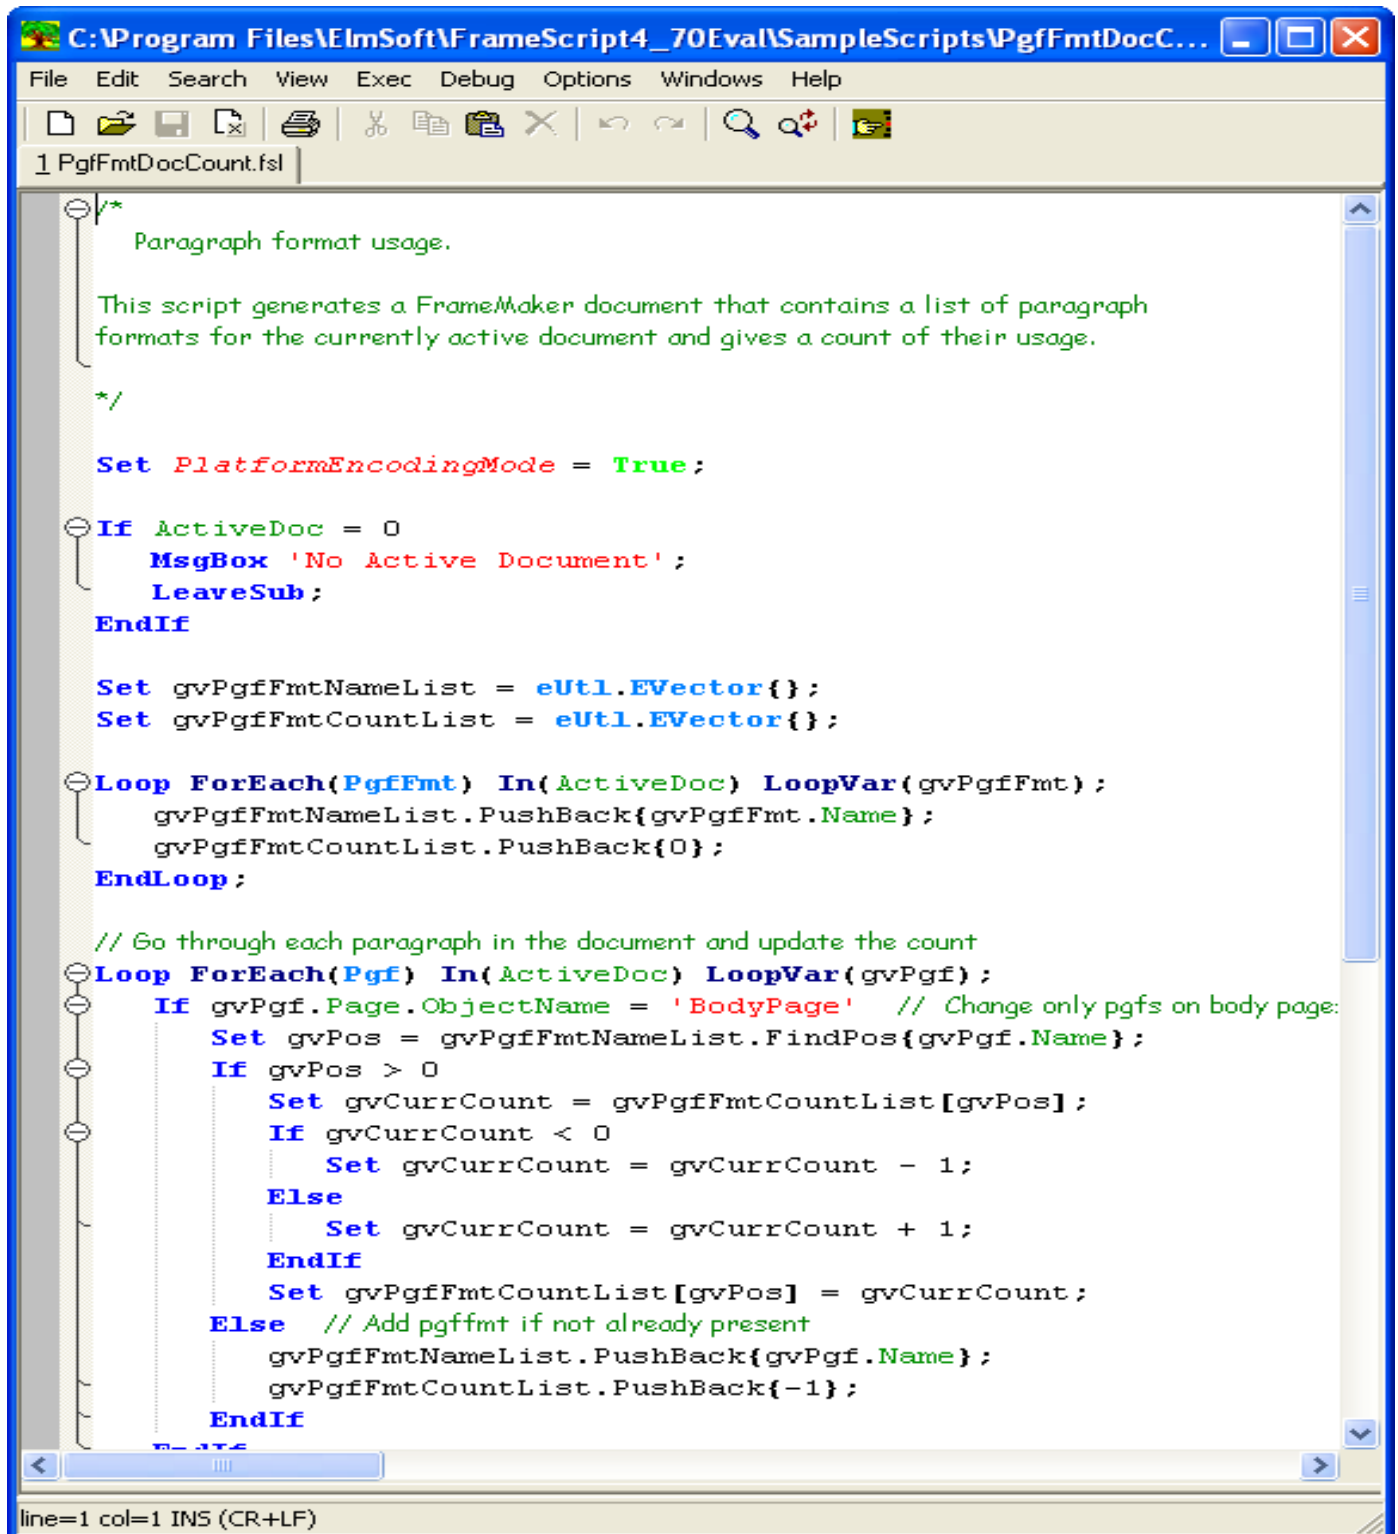 C:\Program Files\ElmSoft\FrameScript4_70Eval\SampleScripts\PgfFmtDocC...
File Edit Search View Exec Debug Options Windows Help
1 PgfFmtDocCount.fsl
/*
Paragraph format usage.
This script generates a FrameMaker document that contains a list of paragraph
formats for the currently active document and gives a count of their usage.
*/
Set PlatformEncodingMode = True;
If ActiveDoc = 0
MsgBox 'No Active Document';
LeaveSub;
EndIf
Set gvPgfFmtNameList = eUtl.EVector{};
Set gvPgfFmtCountList = eUtl.EVector{};
Loop ForEach(PgfFmt) In(ActiveDoc) LoopVar(gvPgfFmt);
gvPgfFmtNameList.PushBack{gvPgfFmt.Name};
gvPgfFmtCountList.PushBack{0};
EndLoop;
// Go through each paragraph in the document and update the count
Loop ForEach(Pgf) In(ActiveDoc) LoopVar(gvPgf);
If gvPgf.Page.ObjectName = 'BodyPage' // Change only pgfs on body page:
Set gvPos = gvPgfFmtNameList.FindPos{gvPgf.Name};
If gvPos > 0
Set gvCurrCount = gvPgfFmtCountList[gvPos];
If gvCurrCount < 0
Set gvCurrCount = gvCurrCount - 1;
Else
Set gvCurrCount = gvCurrCount + 1;
EndIf
Set gvPgfFmtCountList[gvPos] = gvCurrCount;
Else // Add pgffmt if not already present
gvPgfFmtNameList.PushBack{gvPgf.Name};
gvPgfFmtCountList.PushBack{-1};
EndIf
EndIf
line=1 col=1 INS (CR+LF)